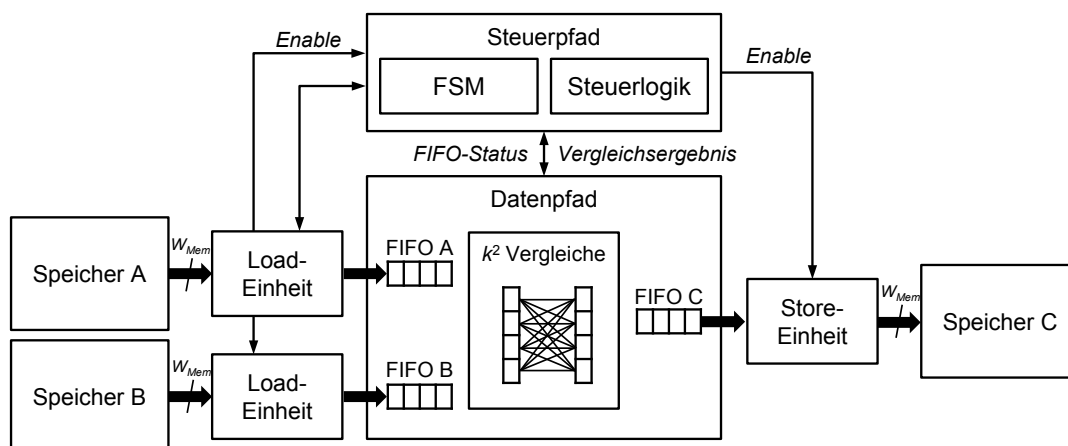 Enable
Steuerpfad
Enable
FSM
Steuerlogik
FIFO-Status
Vergleichsergebnis
Datenpfad
Speicher A
W_Mem
Load-
Einheit
FIFO A
k² Vergleiche
FIFO C
Store-
Einheit
W_Mem
Speicher C
Speicher B
W_Mem
Load-
Einheit
FIFO B